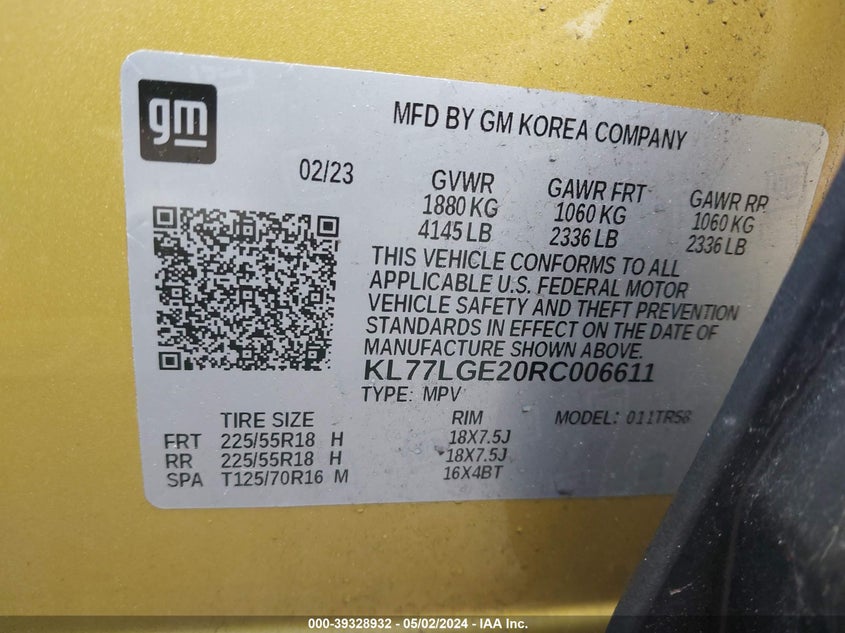 gm
MFD BY GM KOREA COMPANY
02/23
GVWR GAWR FRT GAWR RR
1880 KG 1060 KG 1060 KG
4145 LB 2336 LB 2336 LB
THIS VEHICLE CONFORMS TO ALL
APPLICABLE U.S. FEDERAL MOTOR
VEHICLE SAFETY AND THEFT PREVENTION
STANDARDS IN EFFECT ON THE DATE OF
MANUFACTURE SHOWN ABOVE.
KL77LGE20RC006611
TYPE: MPV MODEL: 011TR58
TIRE SIZE RIM
FRT 225/55R18 H 18X7.5J
RR 225/55R18 H 18X7.5J
SPA T125/70R16 M 16X4BT
000-39328932 - 05/02/2024 - IAA Inc.